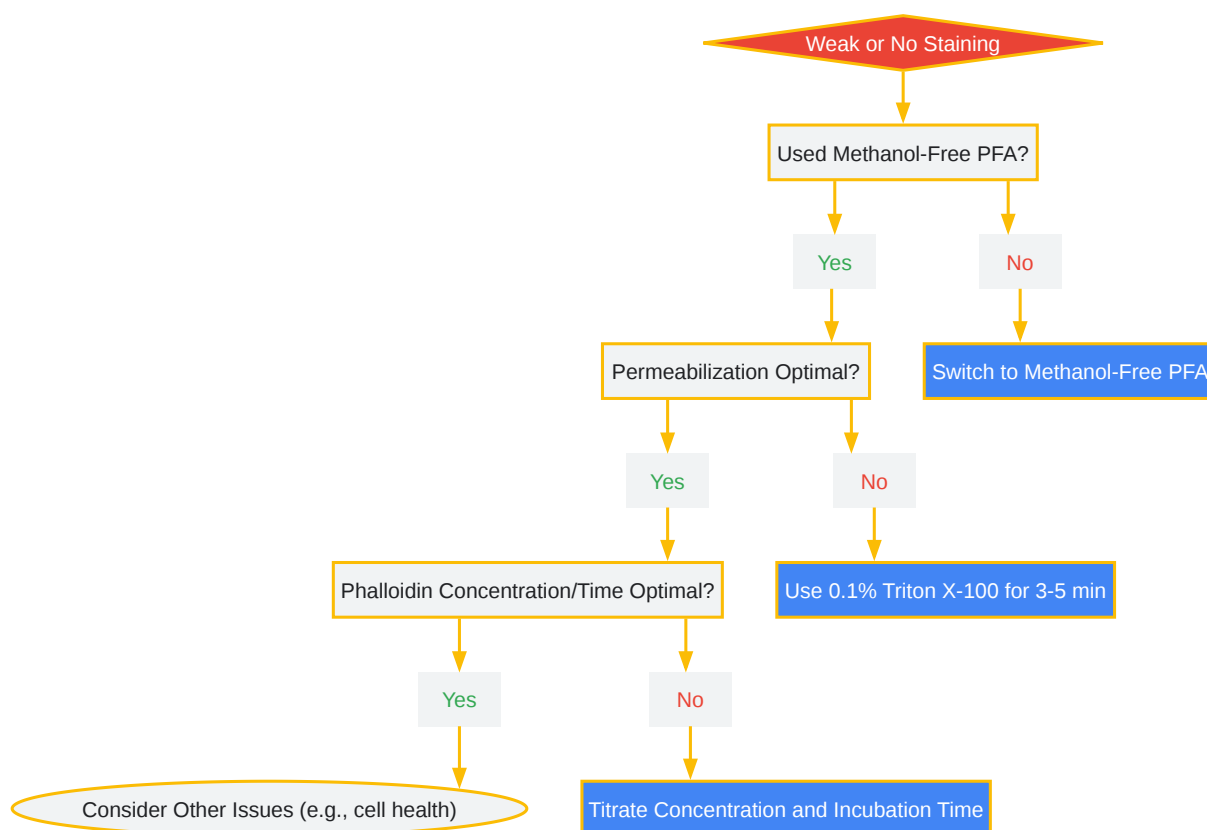 Weak or No Staining
Used Methanol-Free PFA?
Yes
No
Permeabilization Optimal?
Switch to Methanol-Free PFA
Yes
No
Phalloidin Concentration/Time Optimal?
Use 0.1% Triton X-100 for 3-5 min
Yes
No
Consider Other Issues (e.g., cell health)
Titrate Concentration and Incubation Time